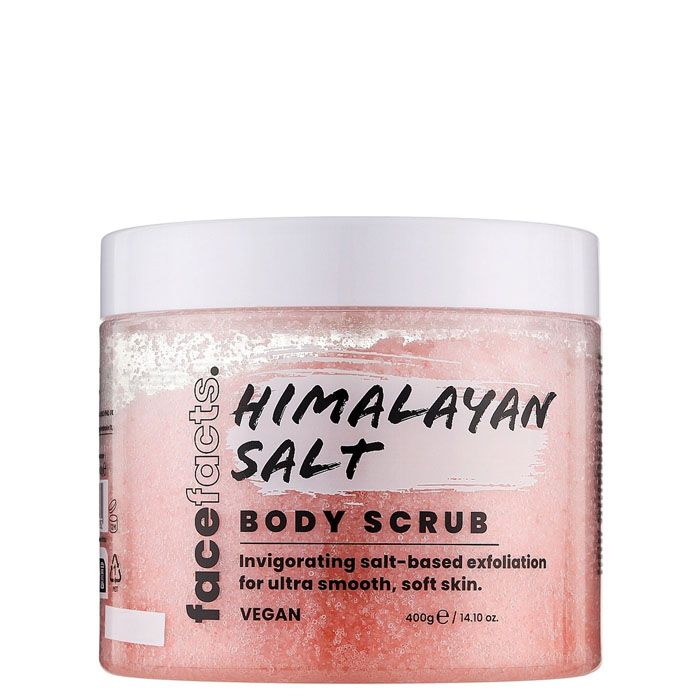 facefacts.
HIMALAYAN
SALT
BODY SCRUB
Invigorating salt-based exfoliation
for ultra smooth, soft skin.
VEGAN
400g℮/14.10 oz.